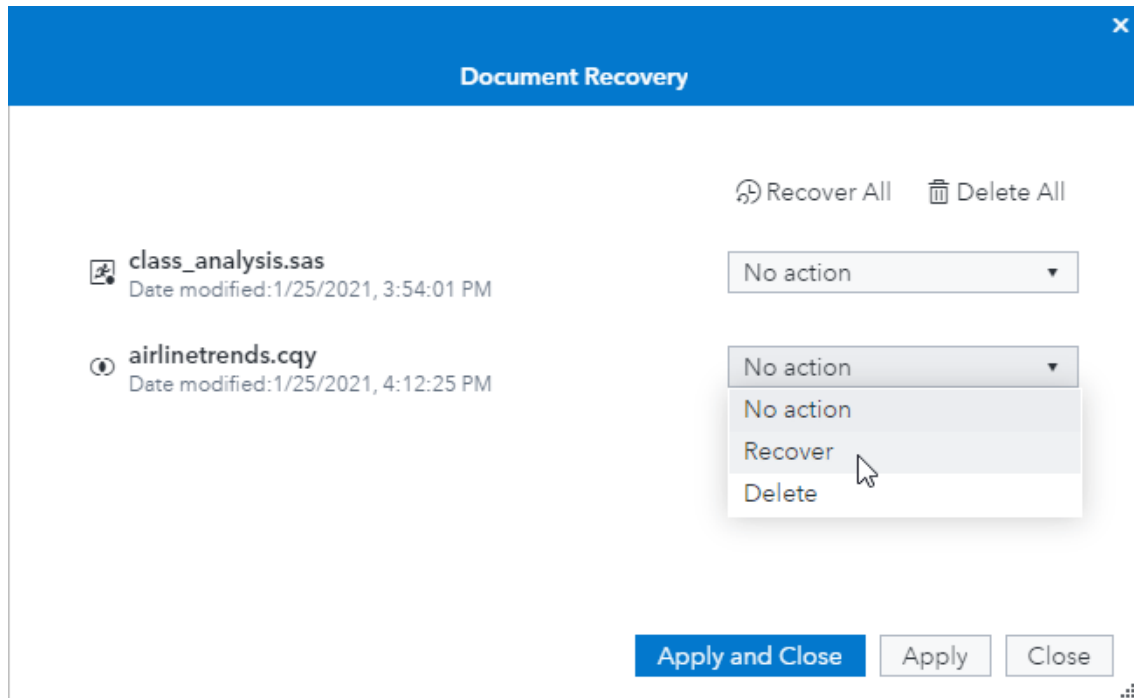 Document Recovery
Recover All Delete All
class_analysis.sas
Date modified:1/25/2021, 3:54:01 PM
No action
airlinetrends.cqy
Date modified:1/25/2021, 4:12:25 PM
No action
No action
Recover
Delete
Apply and Close Apply Close